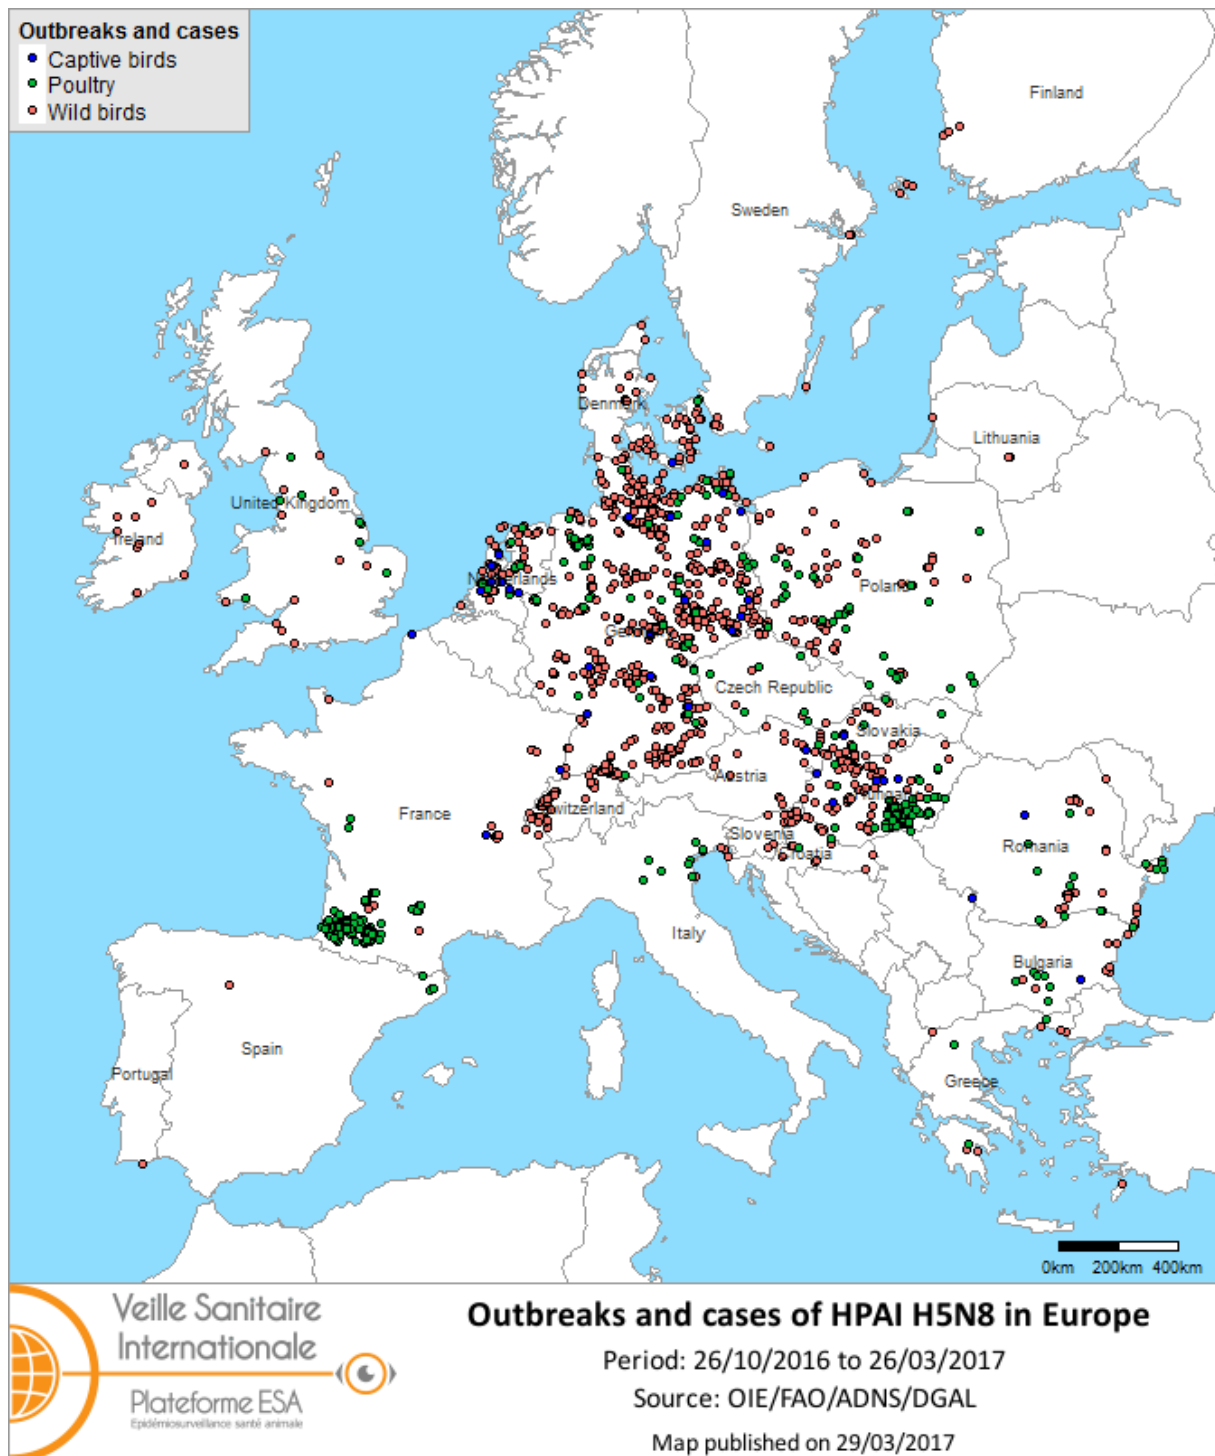 Outbreaks and cases
Captive birds
Poultry
Wild birds
Finland
Sweden
Denmark
Lithuania
United Kingdom
Ireland
Netherlands
Poland
Germany
Czech Republic
Slovakia
Austria
Hungary
France
Switzerland
Slovenia
Croatia
Romania
Italy
Bulgaria
Spain
Portugal
Greece
0km 200km 400km
Veille Sanitaire
Internationale
Plateforme ESA
Epidémiosurveillance santé animale
Outbreaks and cases of HPAI H5N8 in Europe
Period: 26/10/2016 to 26/03/2017
Source: OIE/FAO/ADNS/DGAL
Map published on 29/03/2017